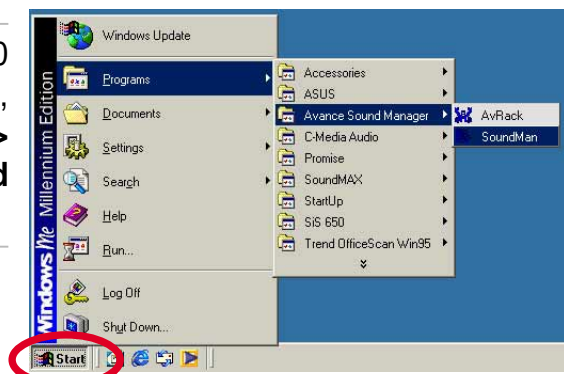 0
,
>
d
Windows Me Millennium Edition
Windows Update
Programs
Documents
Settings
Search
Help
Run...
Log Off
Shut Down...
Accessories
ASUS
Avance Sound Manager
C-Media Audio
Promise
SoundMAX
StartUp
SiS 650
Trend OfficeScan Win95
AvRack
SoundMan
Start